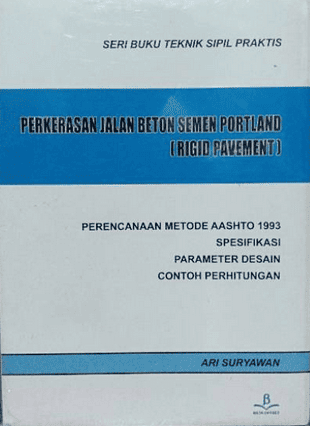 SERI BUKU TEKNIK SIPIL PRAKTIS
PERKERASAN JALAN BETON SEMEN PORTLAND
(RIGID PAVEMENT)
PERENCANAAN METODE AASHTO 1993
SPESIFIKASI
PARAMETER DESAIN
CONTOH PERHITUNGAN
ARI SURYAWAN
β